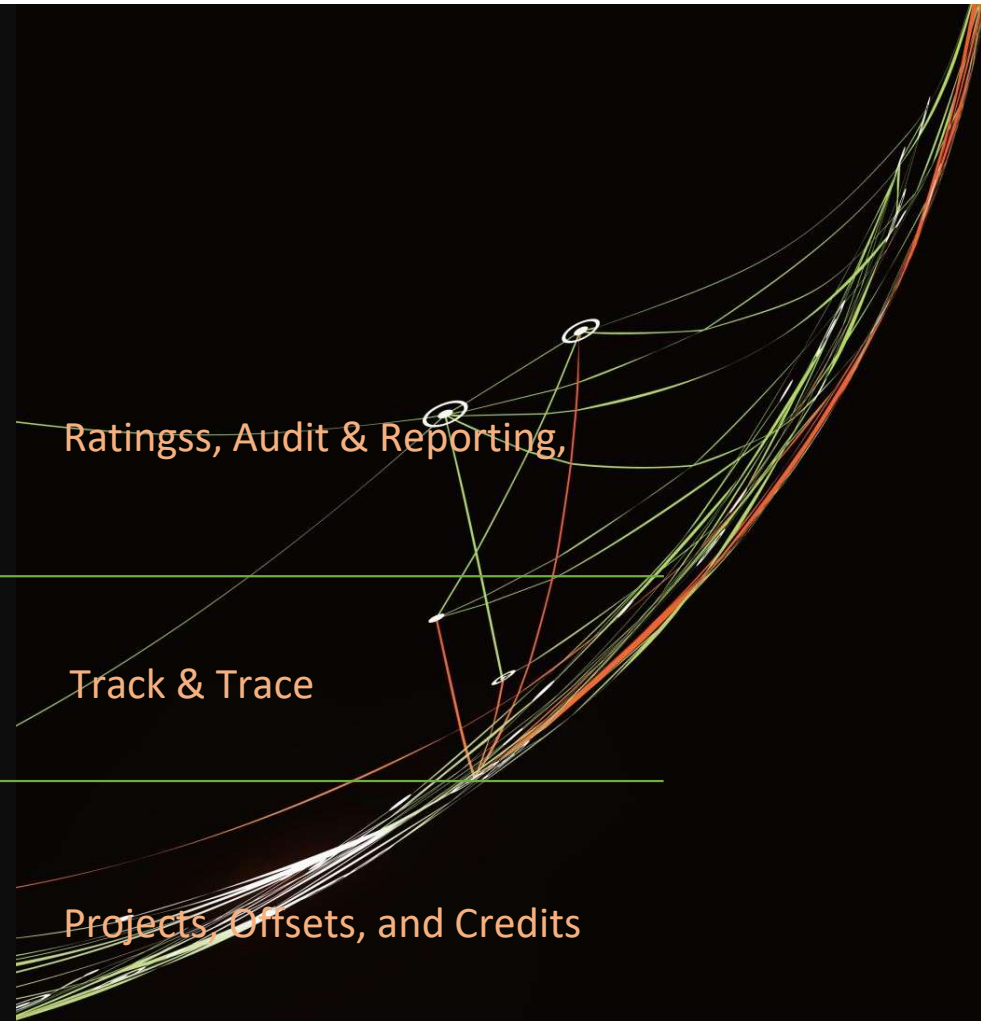 Ratingss, Audit & Reporting,
Track & Trace
Projects, Offsets, and Credits